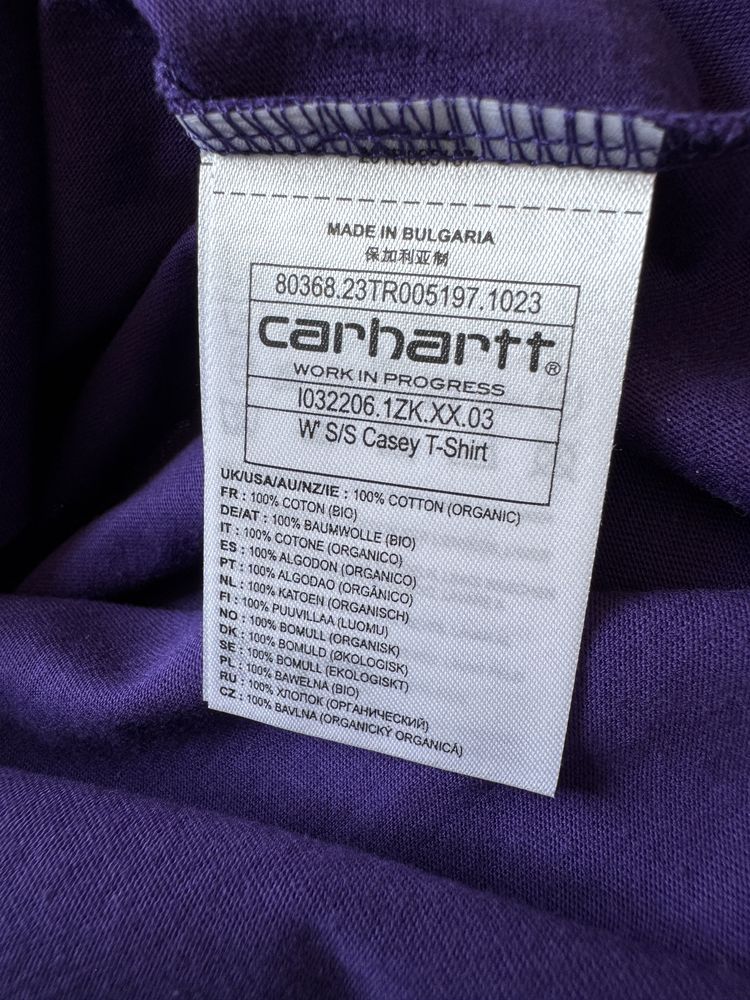 MADE IN BULGARIA
保加利亚制
80368.23TR005197.1023
carhartt®
WORK IN PROGRESS
I032206.1ZK.XX.03
W' S/S Casey T-Shirt
UK/USA/AU/NZ/IE : 100% COTTON (ORGANIC)
FR : 100% COTON (BIO)
DE/AT : 100% BAUMWOLLE (BIO)
IT : 100% COTONE (ORGANICO)
ES : 100% ALGODON (ORGANICO)
PT : 100% ALGODAO (ORGÂNICO)
NL : 100% KATOEN (ORGANISCH)
FI : 100% PUUVILLAA (LUOMU)
NO : 100% BOMULL (ORGANISK)
DK : 100% BOMULD (ØKOLOGISK)
SE : 100% BOMULL (EKOLOGISKT)
PL : 100% BAWEŁNA (BIO)
RU : 100% ХЛОПОК (ОРГАНИЧЕСКИЙ)
CZ : 100% BAVLNA (ORGANICKÝ ORGANICÁ)